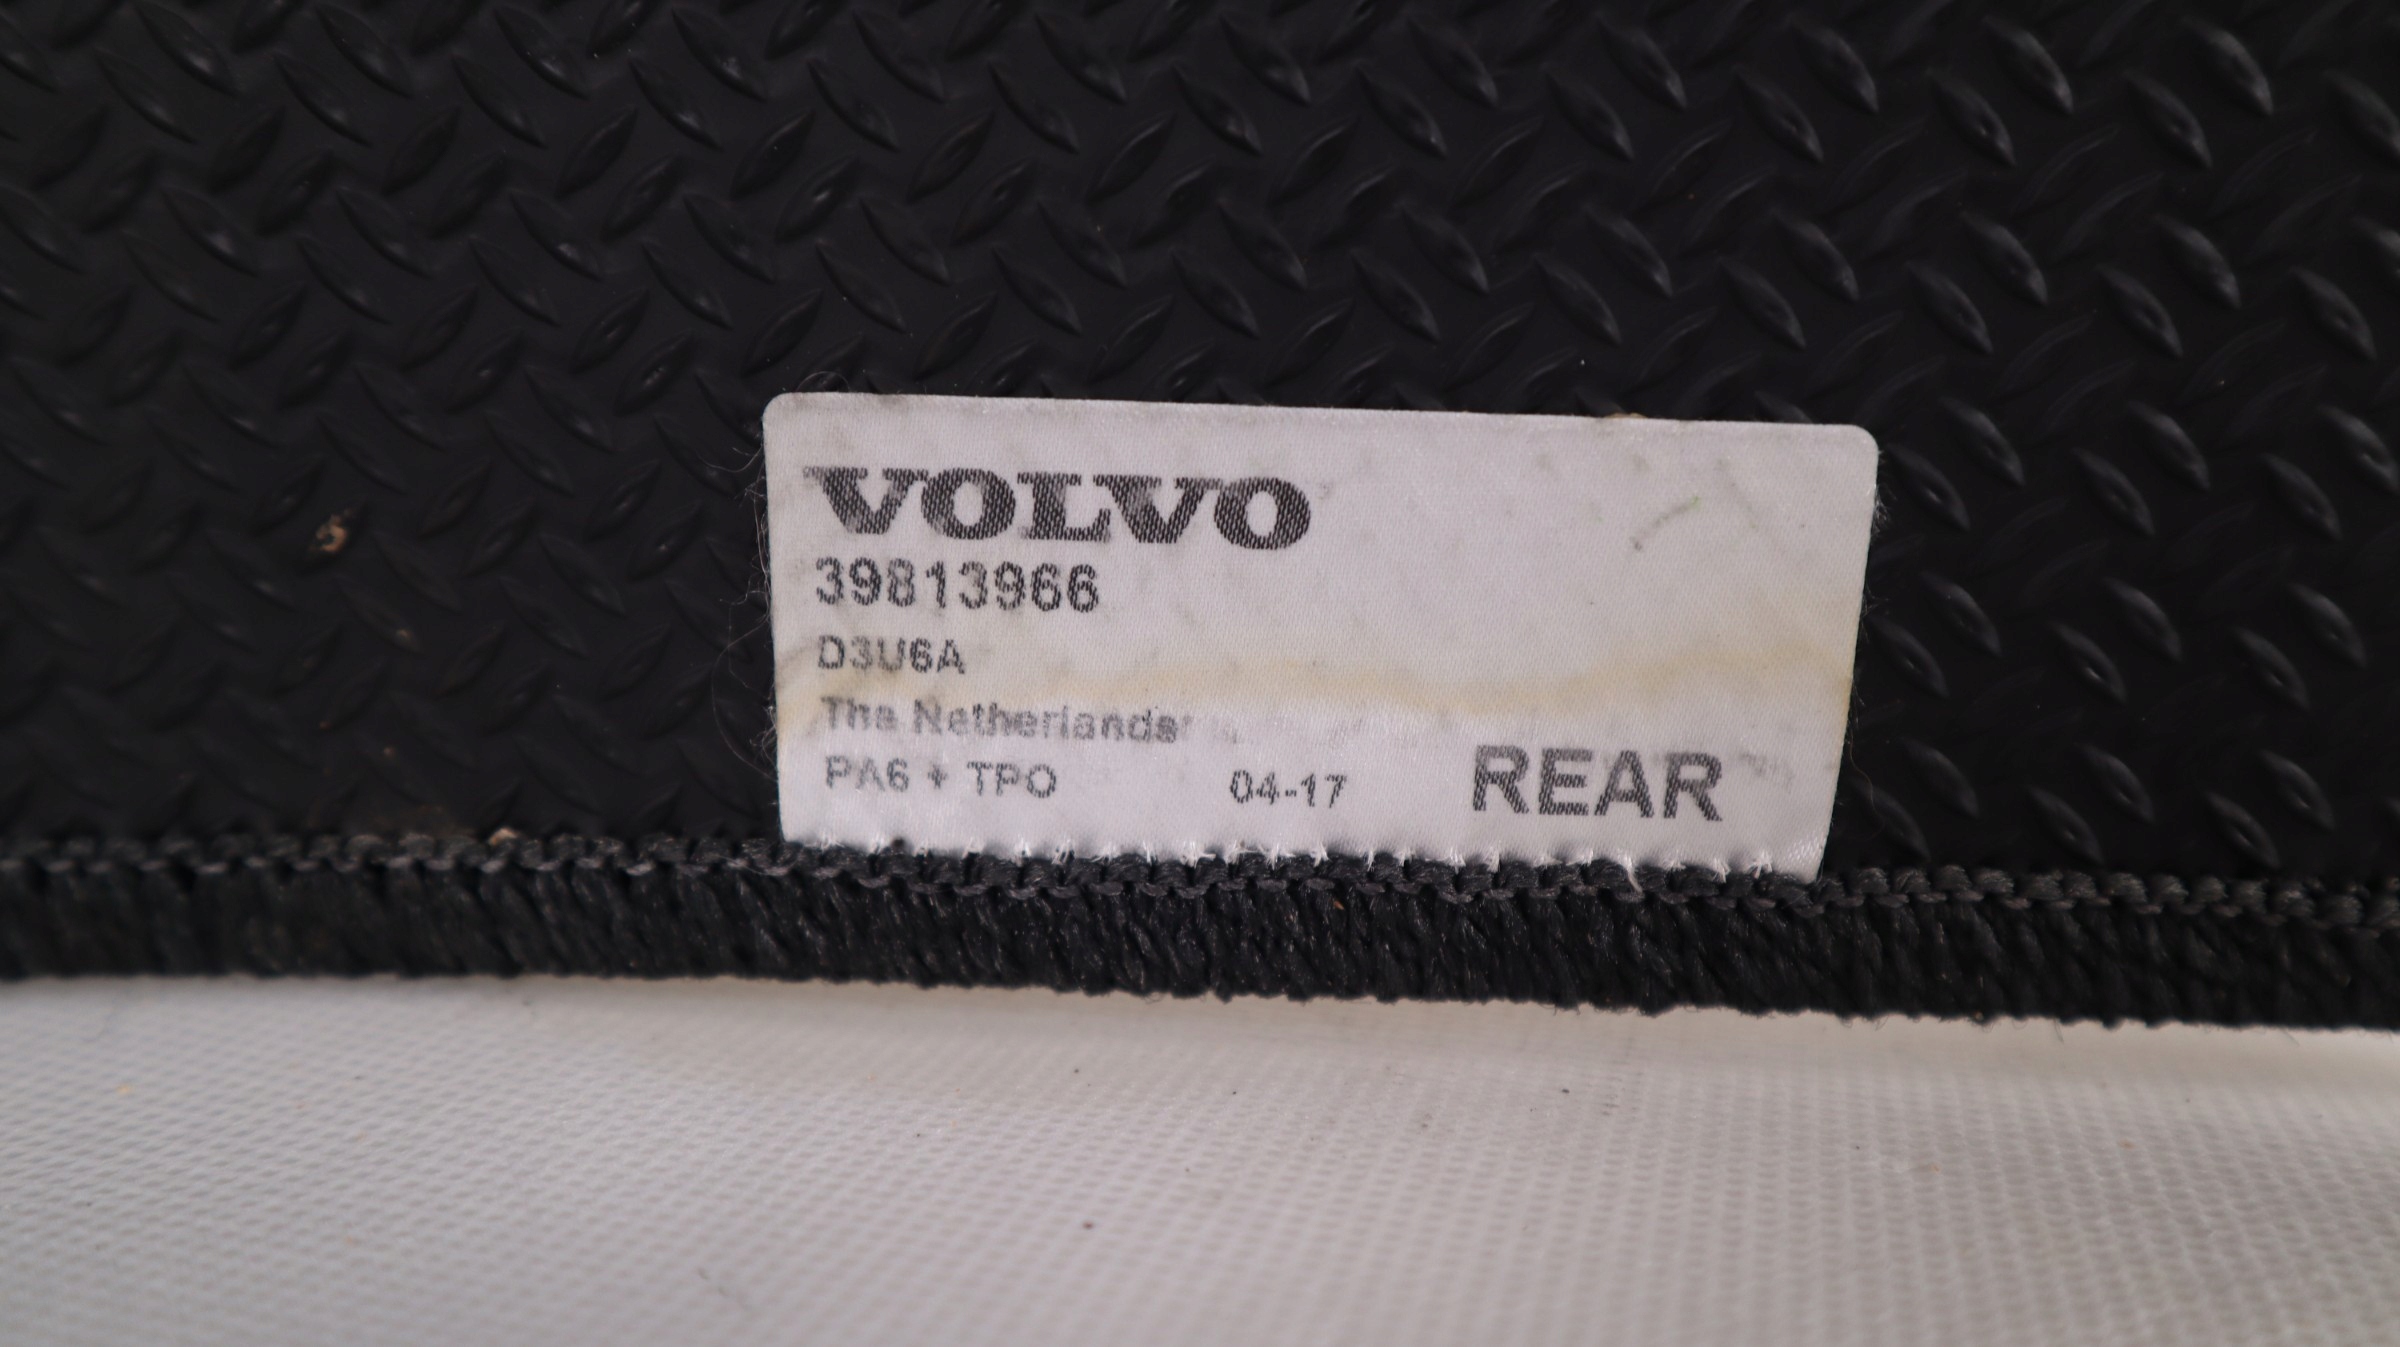 VOLVO
39813966
D3U6A
The Netherlands
PA6 + TPO 04-17 REAR